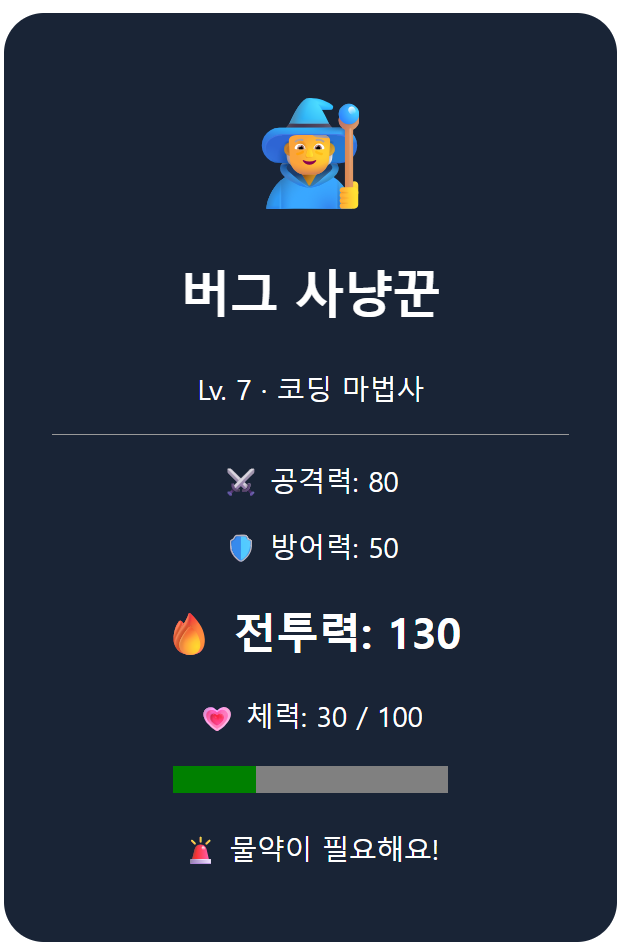 버그 사냥꾼
Lv. 7 · 코딩 마법사
공격력: 80
방어력: 50
전투력: 130
체력: 30 / 100
물약이 필요해요!